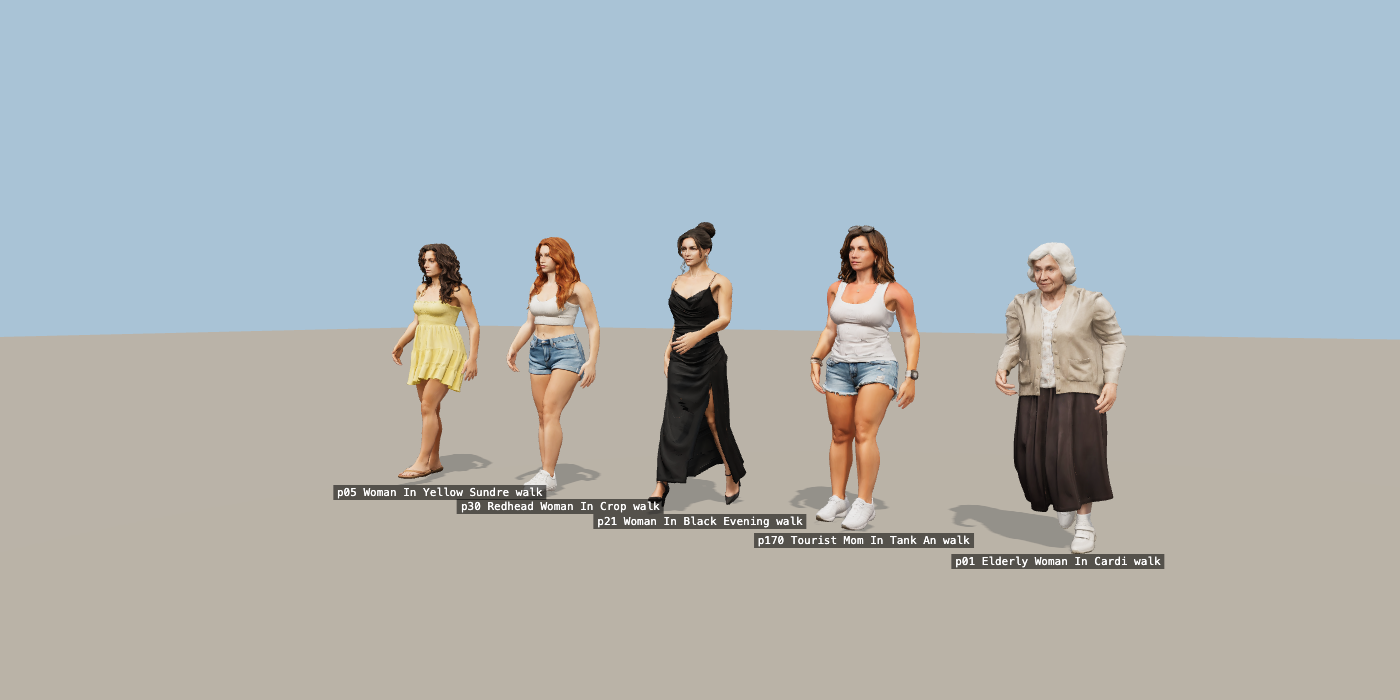 p05 Woman In Yellow Sundre walk
p30 Redhead Woman In Crop walk
p21 Woman In Black Evening walk
p170 Tourist Mom In Tank An walk
p01 Elderly Woman In Cardi walk